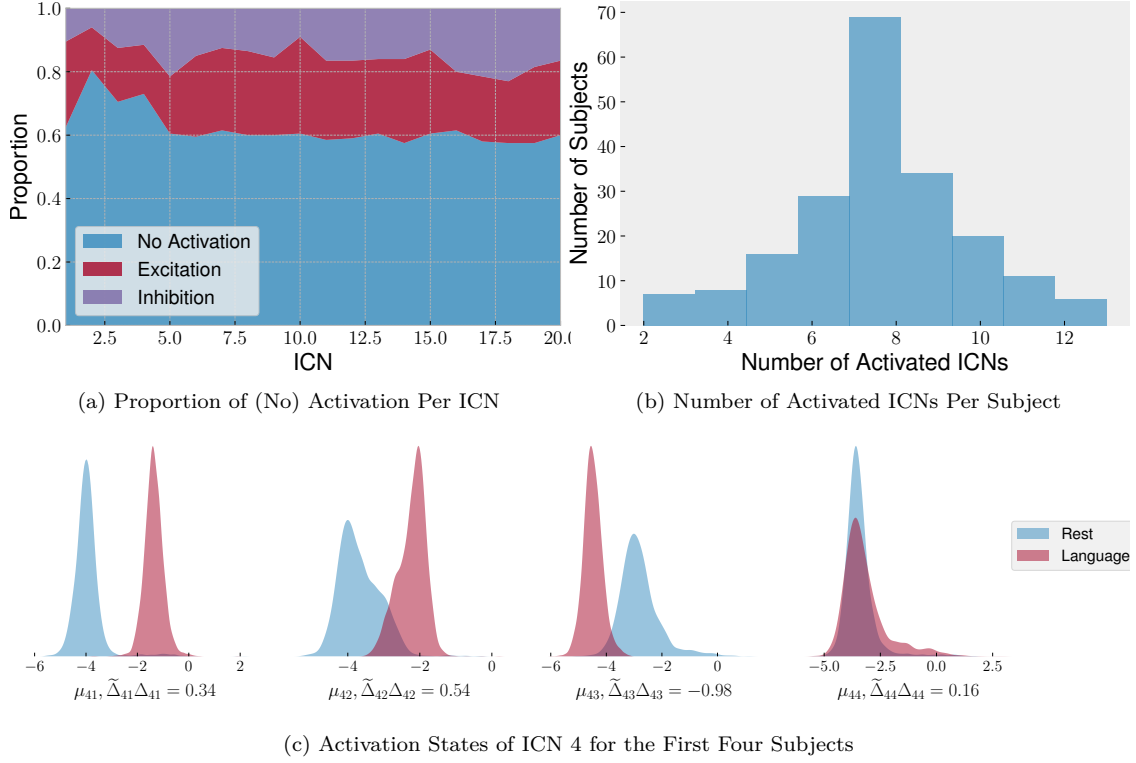 1.0
0.8
0.6
0.4
0.2
0.0
Proportion
No Activation
Excitation
Inhibition
2.5 5.0 7.5 10.0 12.5 15.0 17.5 20.0
ICN
(a) Proportion of (No) Activation Per ICN
70
60
50
40
30
20
10
0
Number of Subjects
2 4 6 8 10 12
Number of Activated ICNs
(b) Number of Activated ICNs Per Subject
−6 −4 −2 0 2
μ₄₁, Δ̃₄₁Δ₄₁ = 0.34
−4 −2 0
μ₄₂, Δ̃₄₂Δ₄₂ = 0.54
−4 −2 0
μ₄₃, Δ̃₄₃Δ₄₃ = −0.98
−5.0 −2.5 0.0 2.5
μ₄₄, Δ̃₄₄Δ₄₄ = 0.16
Rest
Language
(c) Activation States of ICN 4 for the First Four Subjects